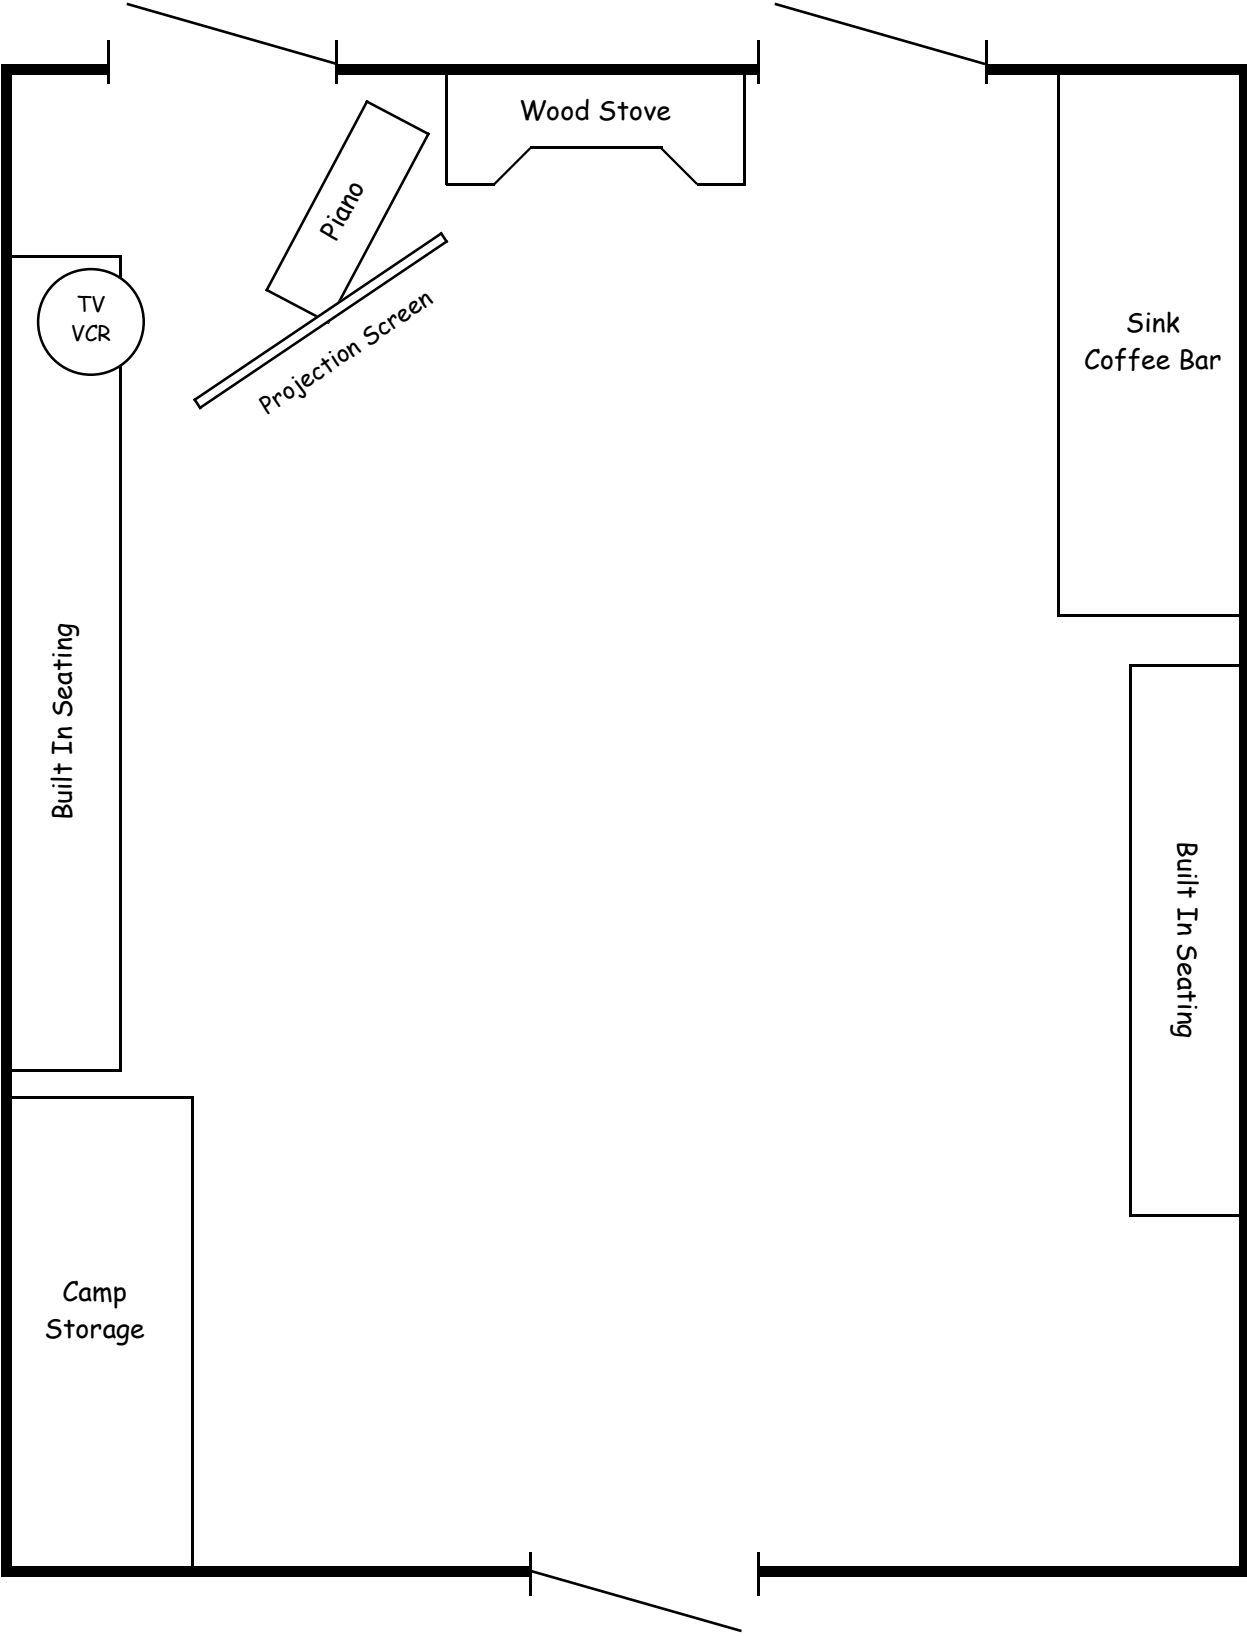 Wood Stove
Piano
Projection Screen
TV
VCR
Sink
Coffee Bar
Built In Seating
Built In Seating
Camp
Storage